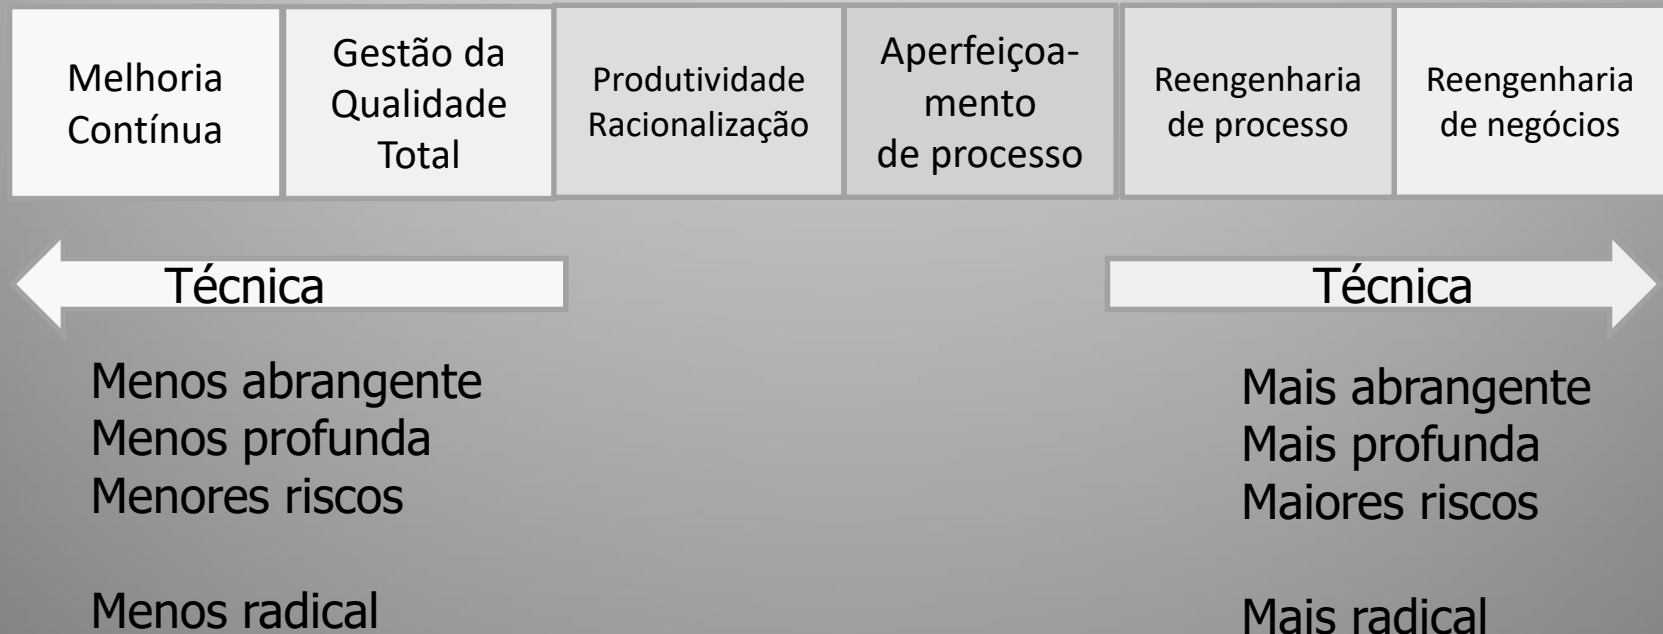 Melhoria
Contínua
Gestão da
Qualidade
Total
Produtividade
Racionalização
Aperfeiçoa-
mento
de processo
Reengenharia
de processo
Reengenharia
de negócios
Técnica
Técnica
Menos abrangente
Menos profunda
Menores riscos
Menos radical
Mais abrangente
Mais profunda
Maiores riscos
Mais radical